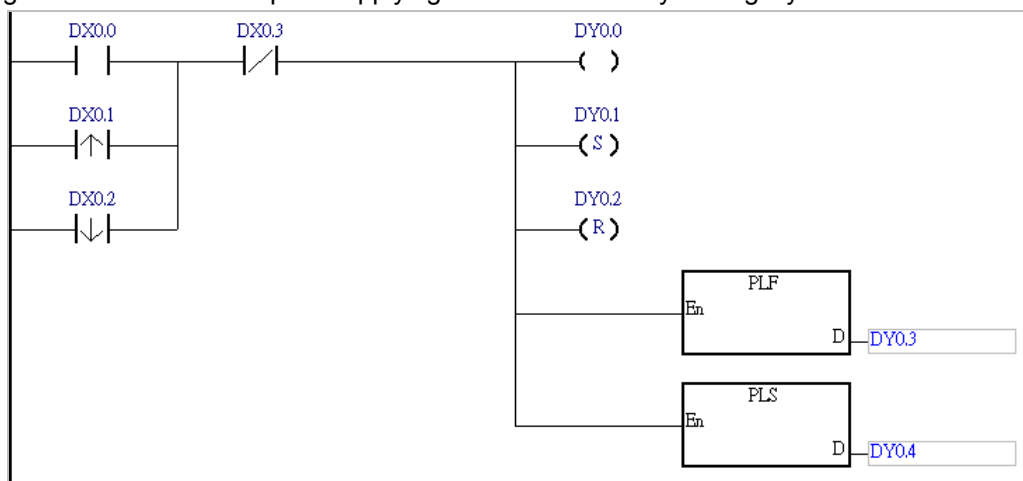 DX0.0 DX0.3 DY0.0
DX0.1 DY0.1
S
DX0.2 DY0.2
R
PLF
En
D DY0.3
PLS
En
D DY0.4